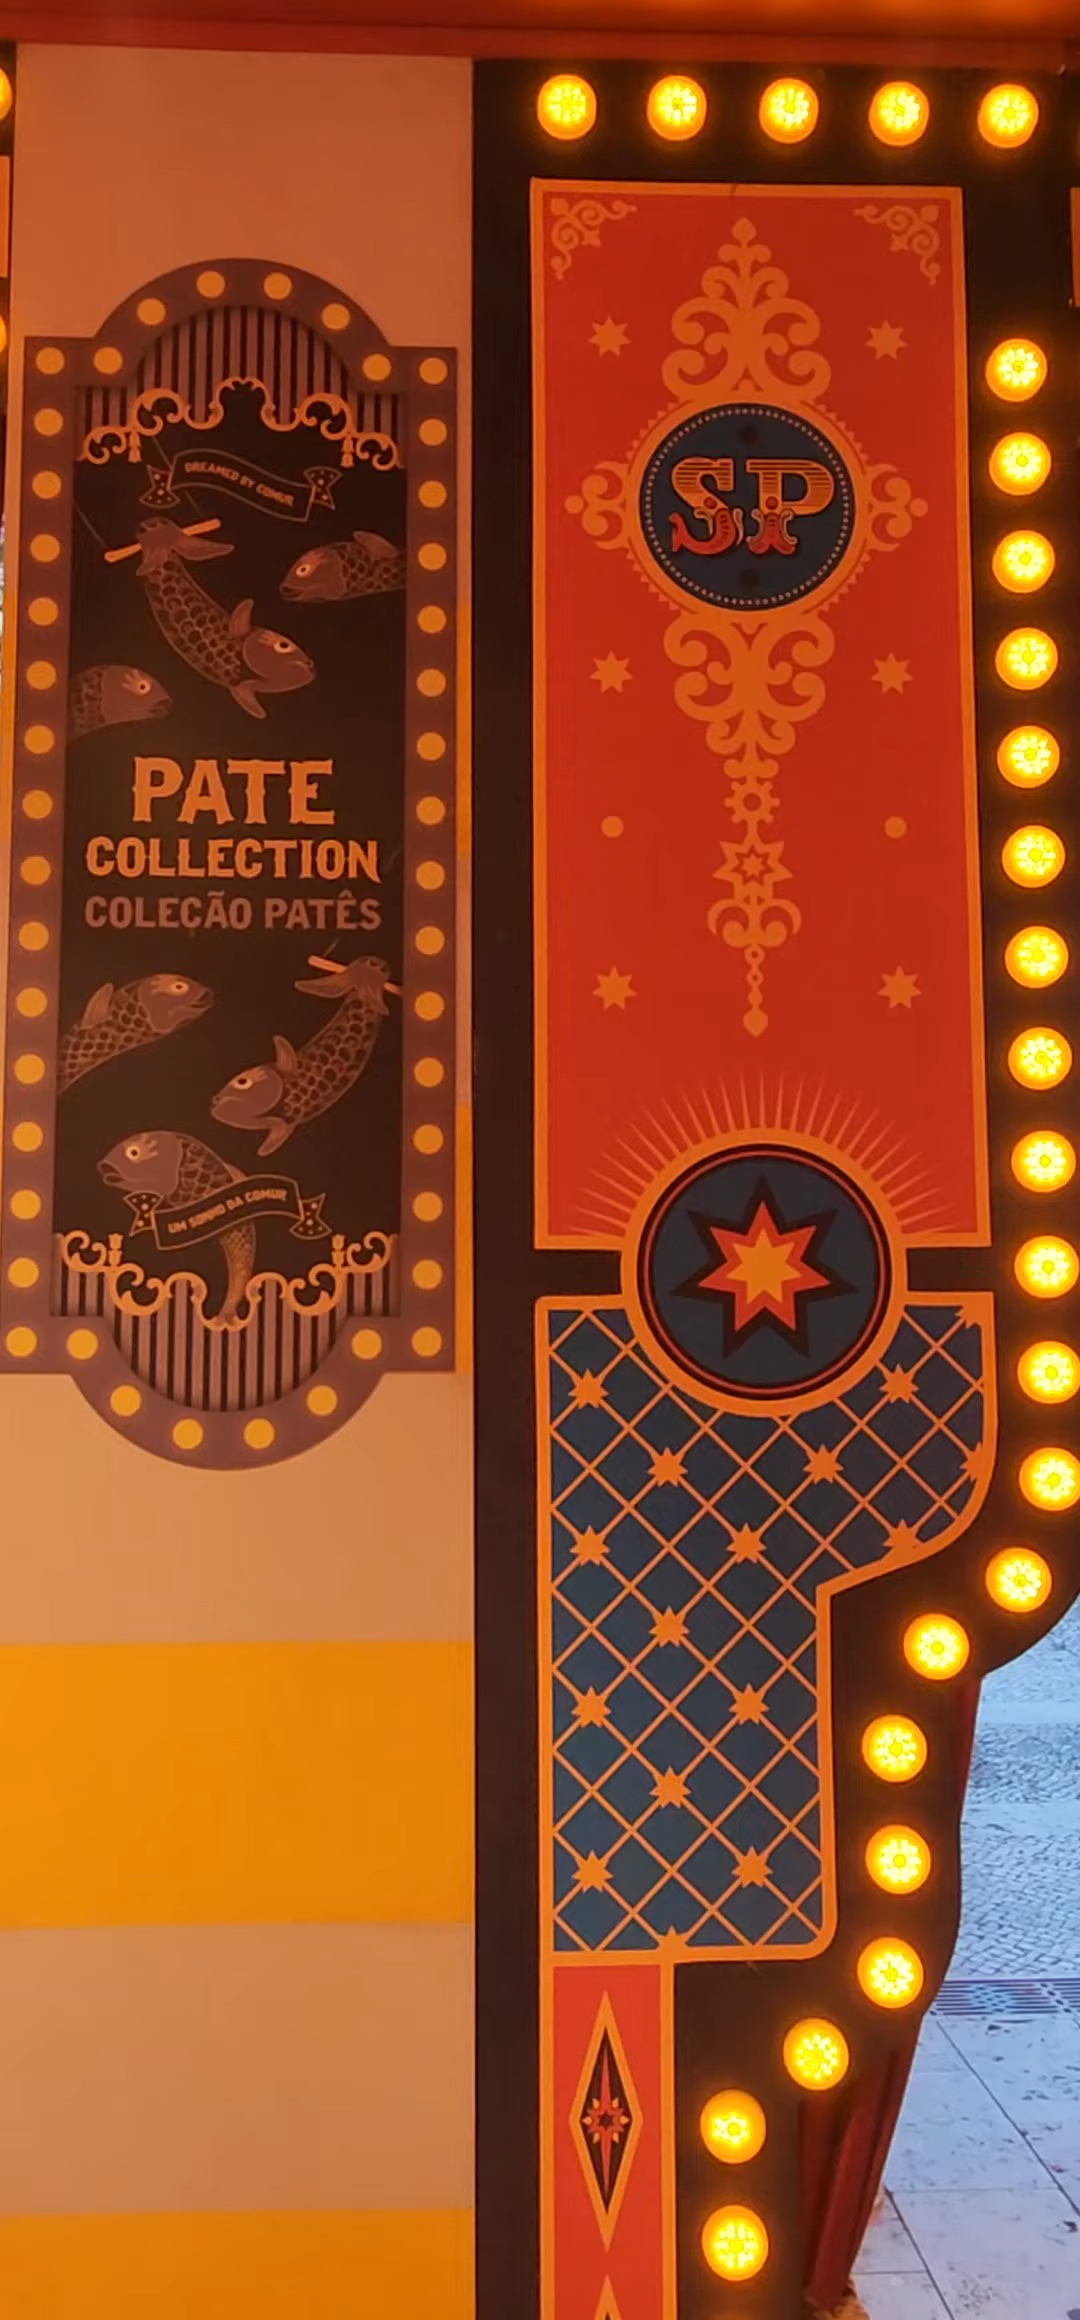 DREAMED BY COMUR
PATE
COLLECTION
COLEÇÃO PATÊS
UM SONHO DA COMUR
SP